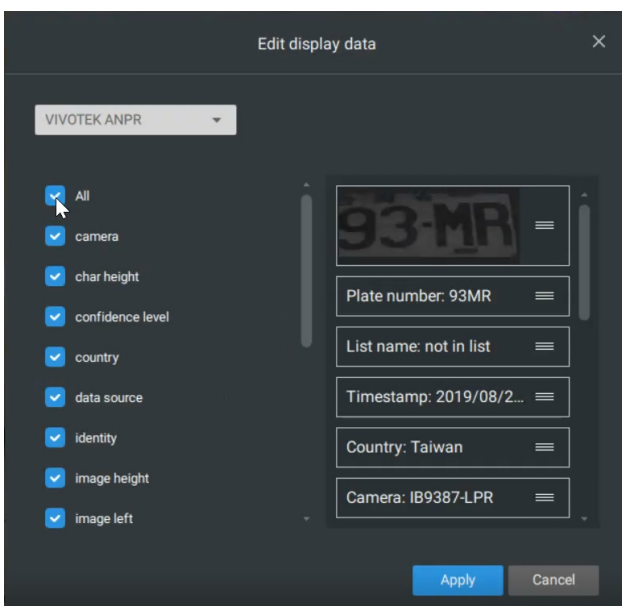 Edit display data
VIVOTEK ANPR
All
camera
char height
confidence level
country
data source
identity
image height
image left
93-MR
Plate number: 93MR
List name: not in list
Timestamp: 2019/08/2...
Country: Taiwan
Camera: IB9387-LPR
Apply
Cancel